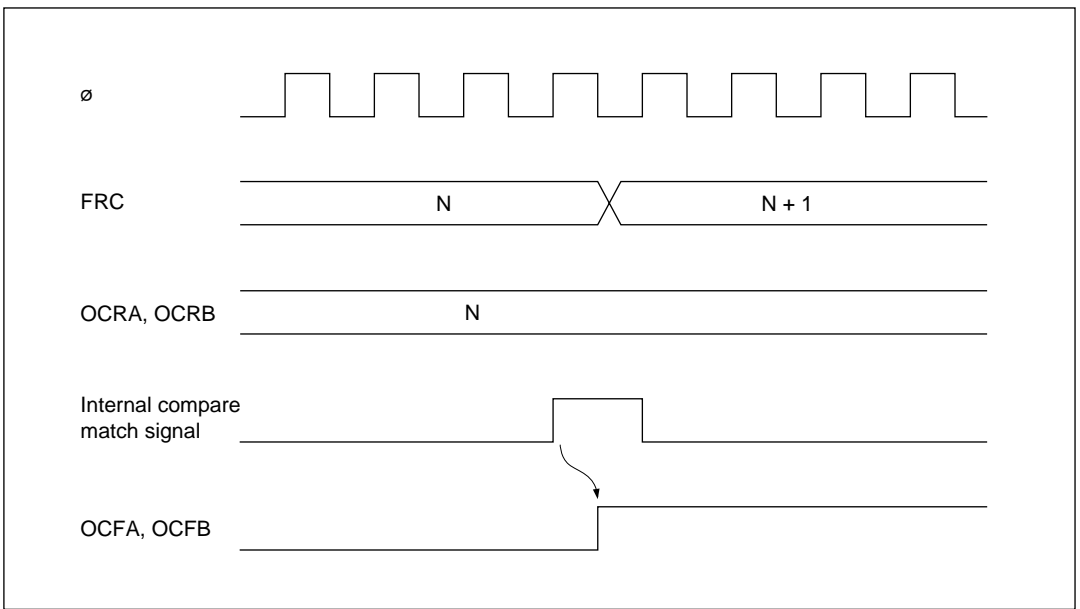 ø
FRC
N
N + 1
OCRA, OCRB
N
Internal compare
match signal
OCFA, OCFB